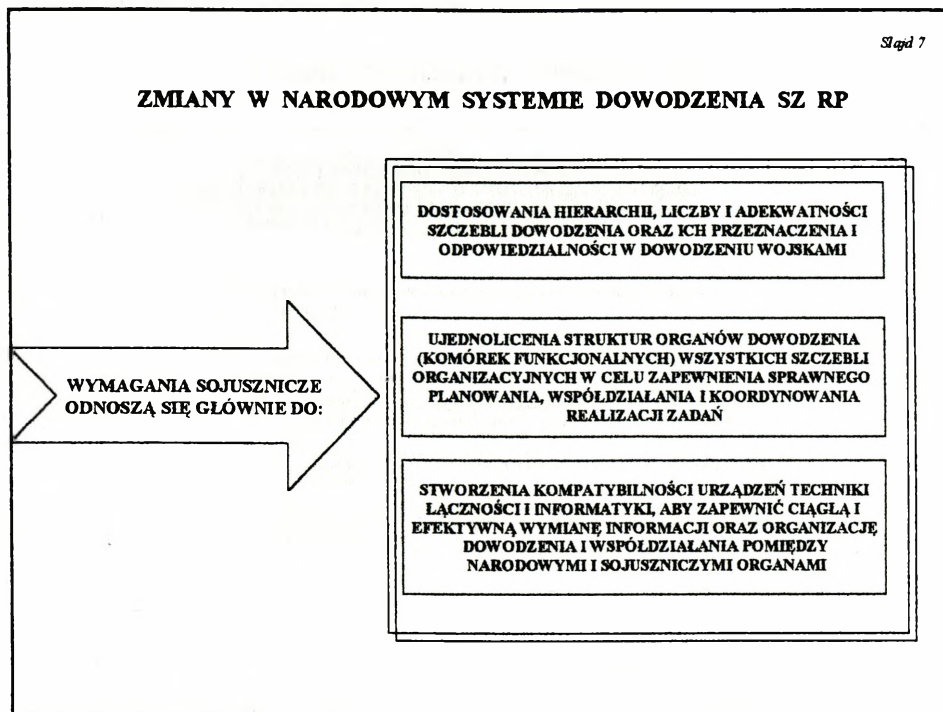 Slajd 7
ZMIANY W NARODOWYM SYSTEMIE DOWODZENIA SZ RP
WYMAGANIA SOJUSZNICZE
ODNOSZĄ SIĘ GŁÓWNIE DO:
DOSTOSOWANIA HIERARCHII, LICZBY I ADEKWATNOŚCI
SZCZEBLI DOWODZENIA ORAZ ICH PRZEZNACZENIA I
ODPOWIEDZIALNOŚCI W DOWODZENIU WOJSKAMI
UJEDNOLICENIA STRUKTUR ORGANÓW DOWODZENIA
(KOMÓREK FUNKCJONALNYCH) WSZYSTKICH SZCZEBLI
ORGANIZACYJNYCH W CELU ZAPEWNIENIA SPRAWNEGO
PLANOWANIA, WSPÓŁDZIAŁANIA I KOORDYNOWANIA
REALIZACJI ZADAŃ
STWORZENIA KOMPATYBILNOŚCI URZĄDZEŃ TECHNIKI
ŁĄCZNOŚCI I INFORMATYKI, ABY ZAPEWNIĆ CIĄGŁĄ I
EFEKTYWNĄ WYMIANĘ INFORMACJI ORAZ ORGANIZACJĘ
DOWODZENIA I WSPÓŁDZIAŁANIA POMIĘDZY
NARODOWYMI I SOJUSZNICZYMI ORGANAMI